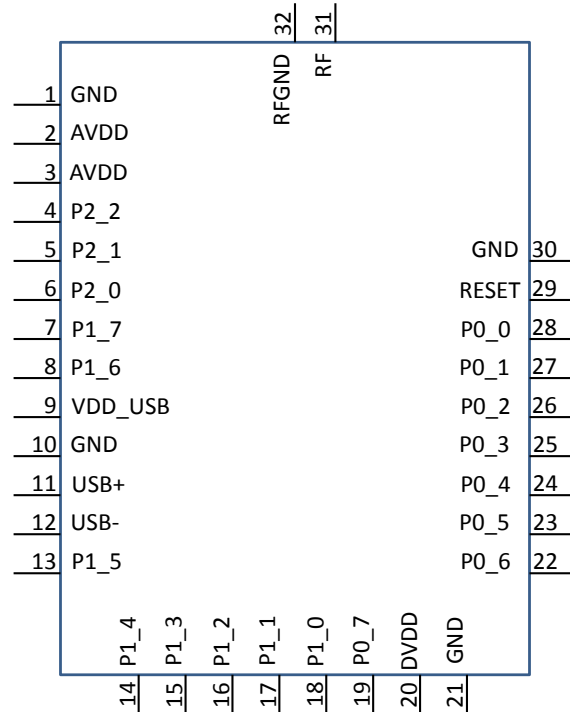 32 31
RFGND RF
1 GND
2 AVDD
3 AVDD
4 P2_2
5 P2_1 GND 30
6 P2_0 RESET 29
7 P1_7 P0_0 28
8 P1_6 P0_1 27
9 VDD_USB P0_2 26
10 GND P0_3 25
11 USB+ P0_4 24
12 USB- P0_5 23
13 P1_5 P0_6 22
P1_4 P1_3 P1_2 P1_1 P1_0 P0_7 DVDD GND
14 15 16 17 18 19 20 21